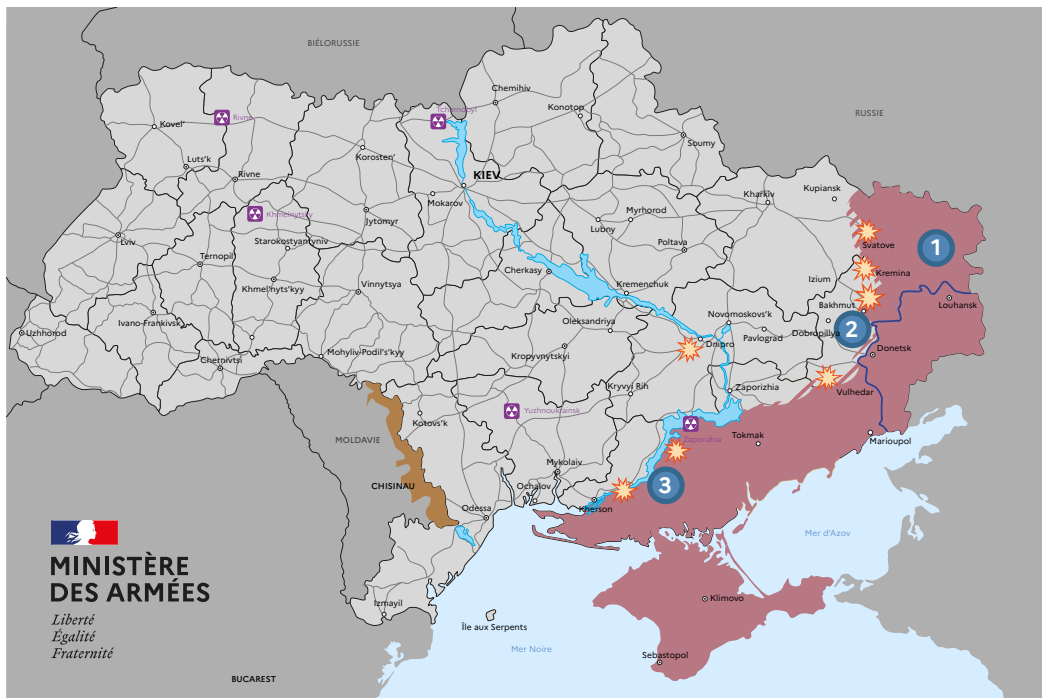 BIÉLORUSSIE
RUSSIE
Chernihiv
Konotop
Tchernobyl
Rivne
Kovel'
Soumy
Korosten'
Luts'k
Rivne
KIEV
Kharkiv
Kupiansk
Mokarov
Khmelnytsky
Jytomyr
Myrhorod
Lubny
Lviv
Starokostyantyniv
Poltava
Svatove
1
Ternopil
Cherkasy
Kremina
Izium
Khmel'nyts'kyy
Vinnytsya
Kremenchuk
Louhansk
Bakhmut
Ivano-Frankivsk
Oleksandriya
Novomoskovs'k
Dobropillya
2
Uzhhorod
Pavlograd
Dnipro
Donetsk
Chernivtsi
Mohyliv-Podil's'kyy
Kropyvnytskyi
Kryvyi Rih
Zaporizhia
Vulhedar
Yuzhnoukrainsk
Kotovs'k
MOLDAVIE
Zaporizhia
Tokmak
Marioupol
Mykolaiv
CHISINAU
Ochalov
3
Odessa
Kherson
Mer d'Azov
MINISTÈRE
DES ARMÉES
Liberté
Égalité
Fraternité
Izmayil
Klimovo
Île aux Serpents
Mer Noire
Sebastopol
BUCAREST